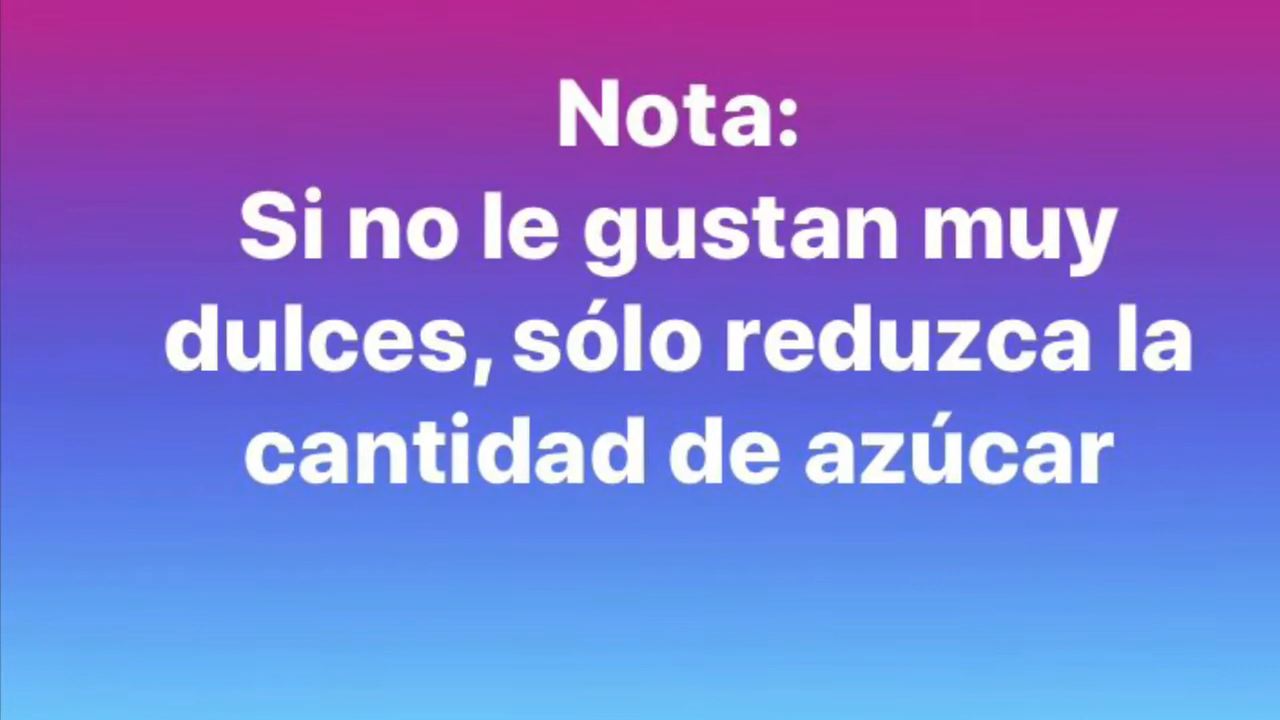 Nota:
Si no le gustan muy
dulces, sólo reduzca la
cantidad de azúcar